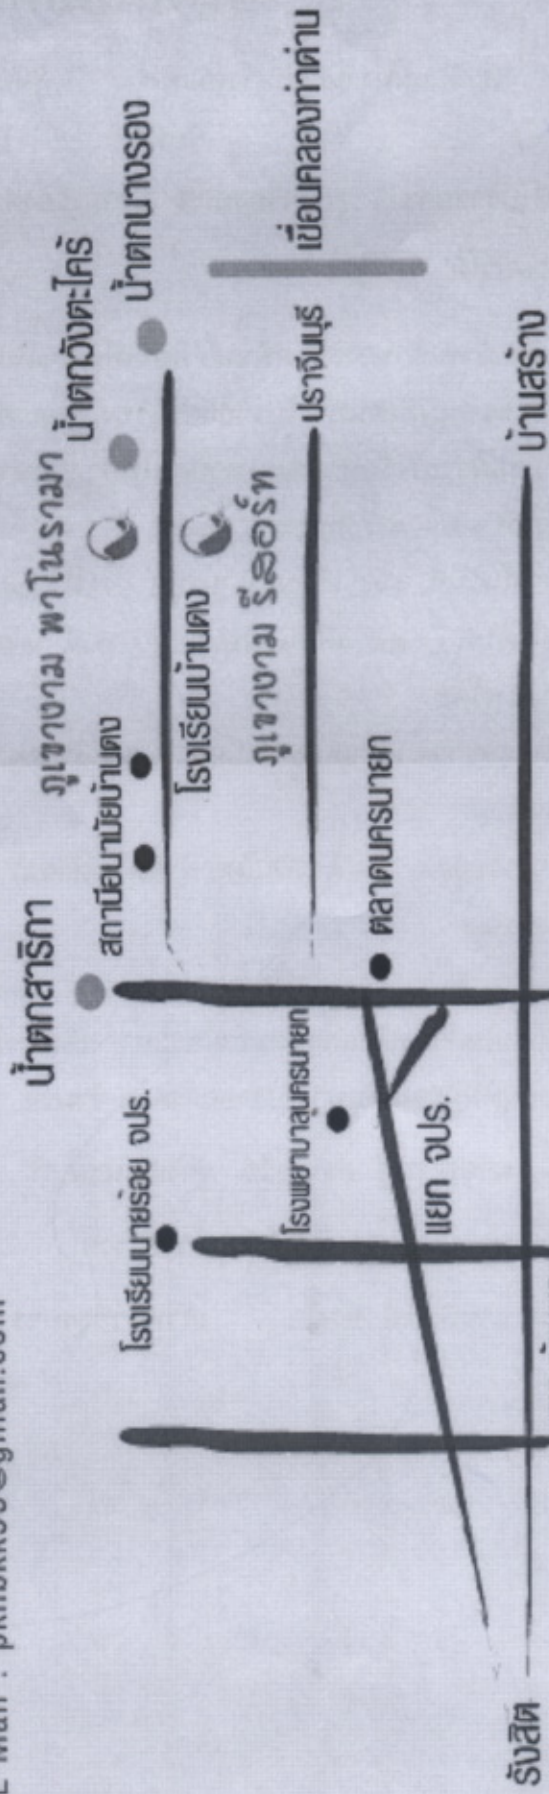 น้ำตกสาริกา
ภูเขางาม พาโนรามา
น้ำตกวังตะไคร้
น้ำตกนางรอง
สถานีอนามัยบ้านดง
โรงเรียนนายร้อย จปร.
โรงเรียนบ้านดง
ภูเขางาม รีสอร์ท
เขื่อนคลองท่าด่าน
ปราจีนบุรี
โรงพยาบาลนครนายก
ตลาดนครนายก
แยก จปร.
บ้านสร้าง
รังสิต